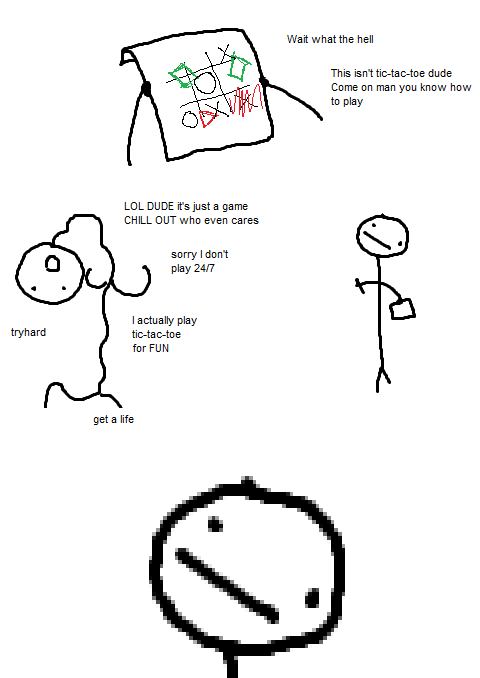 Wait what the hell
This isn't tic-tac-toe dude
Come on man you know how
to play
LOL DUDE it's just a game
CHILL OUT who even cares
sorry I don't
play 24/7
I actually play
tic-tac-toe
for FUN
tryhard
get a life